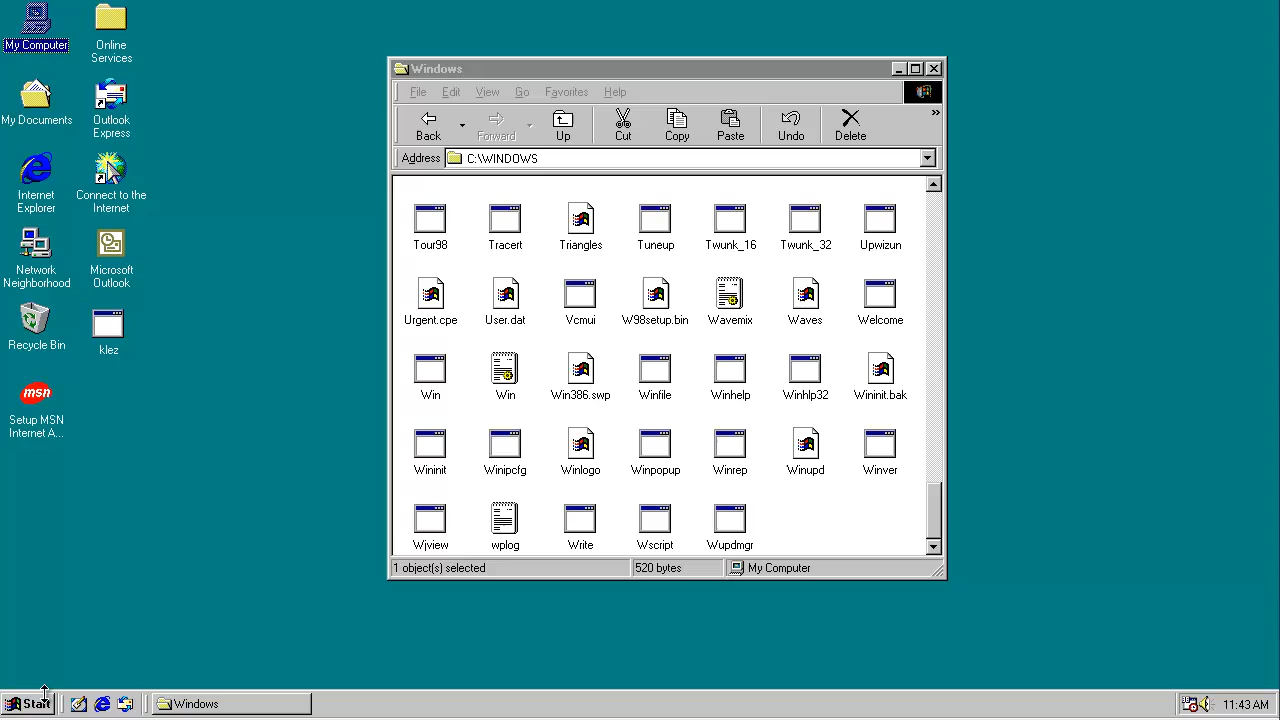 My Computer
Online
Services
My Documents
Outlook
Express
Internet
Explorer
Connect to the
Internet
Network
Neighborhood
Microsoft
Outlook
Recycle Bin
klez
msn
Setup MSN
Internet A...
Windows
File Edit View Go Favorites Help
Back Forward Up Cut Copy Paste Undo Delete »
Address C:\WINDOWS
Tour98 Tracert Triangles Tuneup Twunk_16 Twunk_32 Upwizun
Urgent.cpe User.dat Vcmui W98setup.bin Wavemix Waves Welcome
Win Win Win386.swp Winfile Winhelp Winhlp32 Wininit.bak
Wininit Winipcfg Winlogo Winpopup Winrep Winupd Winver
Wjview wplog Write Wscript Wupdmgr
1 object(s) selected 520 bytes My Computer
Start Windows 11:43 AM